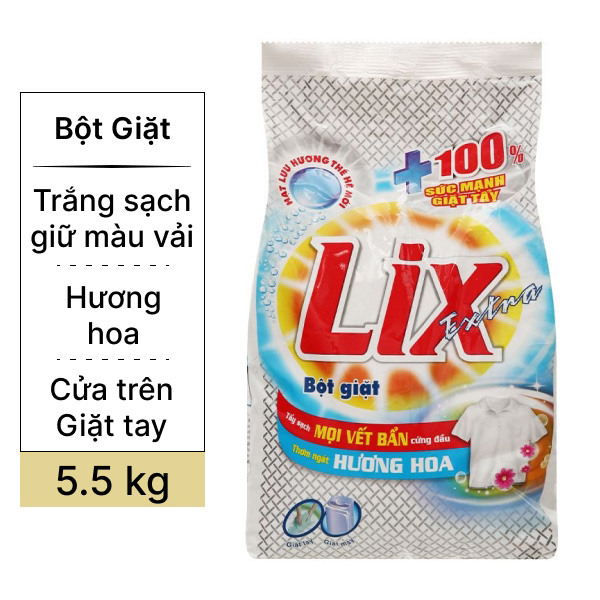 Bột Giặt
Trắng sạch
giữ màu vải
Hương
hoa
Cửa trên
Giặt tay
5.5 kg
HẠT LƯU HƯƠNG THẾ HỆ MỚI
+100%
SỨC MẠNH
GIẶT TẨY
Lix
Extra
Bột giặt
Tẩy sạch MỌI VẾT BẨN cứng đầu
Thơm ngát HƯƠNG HOA
Giặt tay
Giặt máy